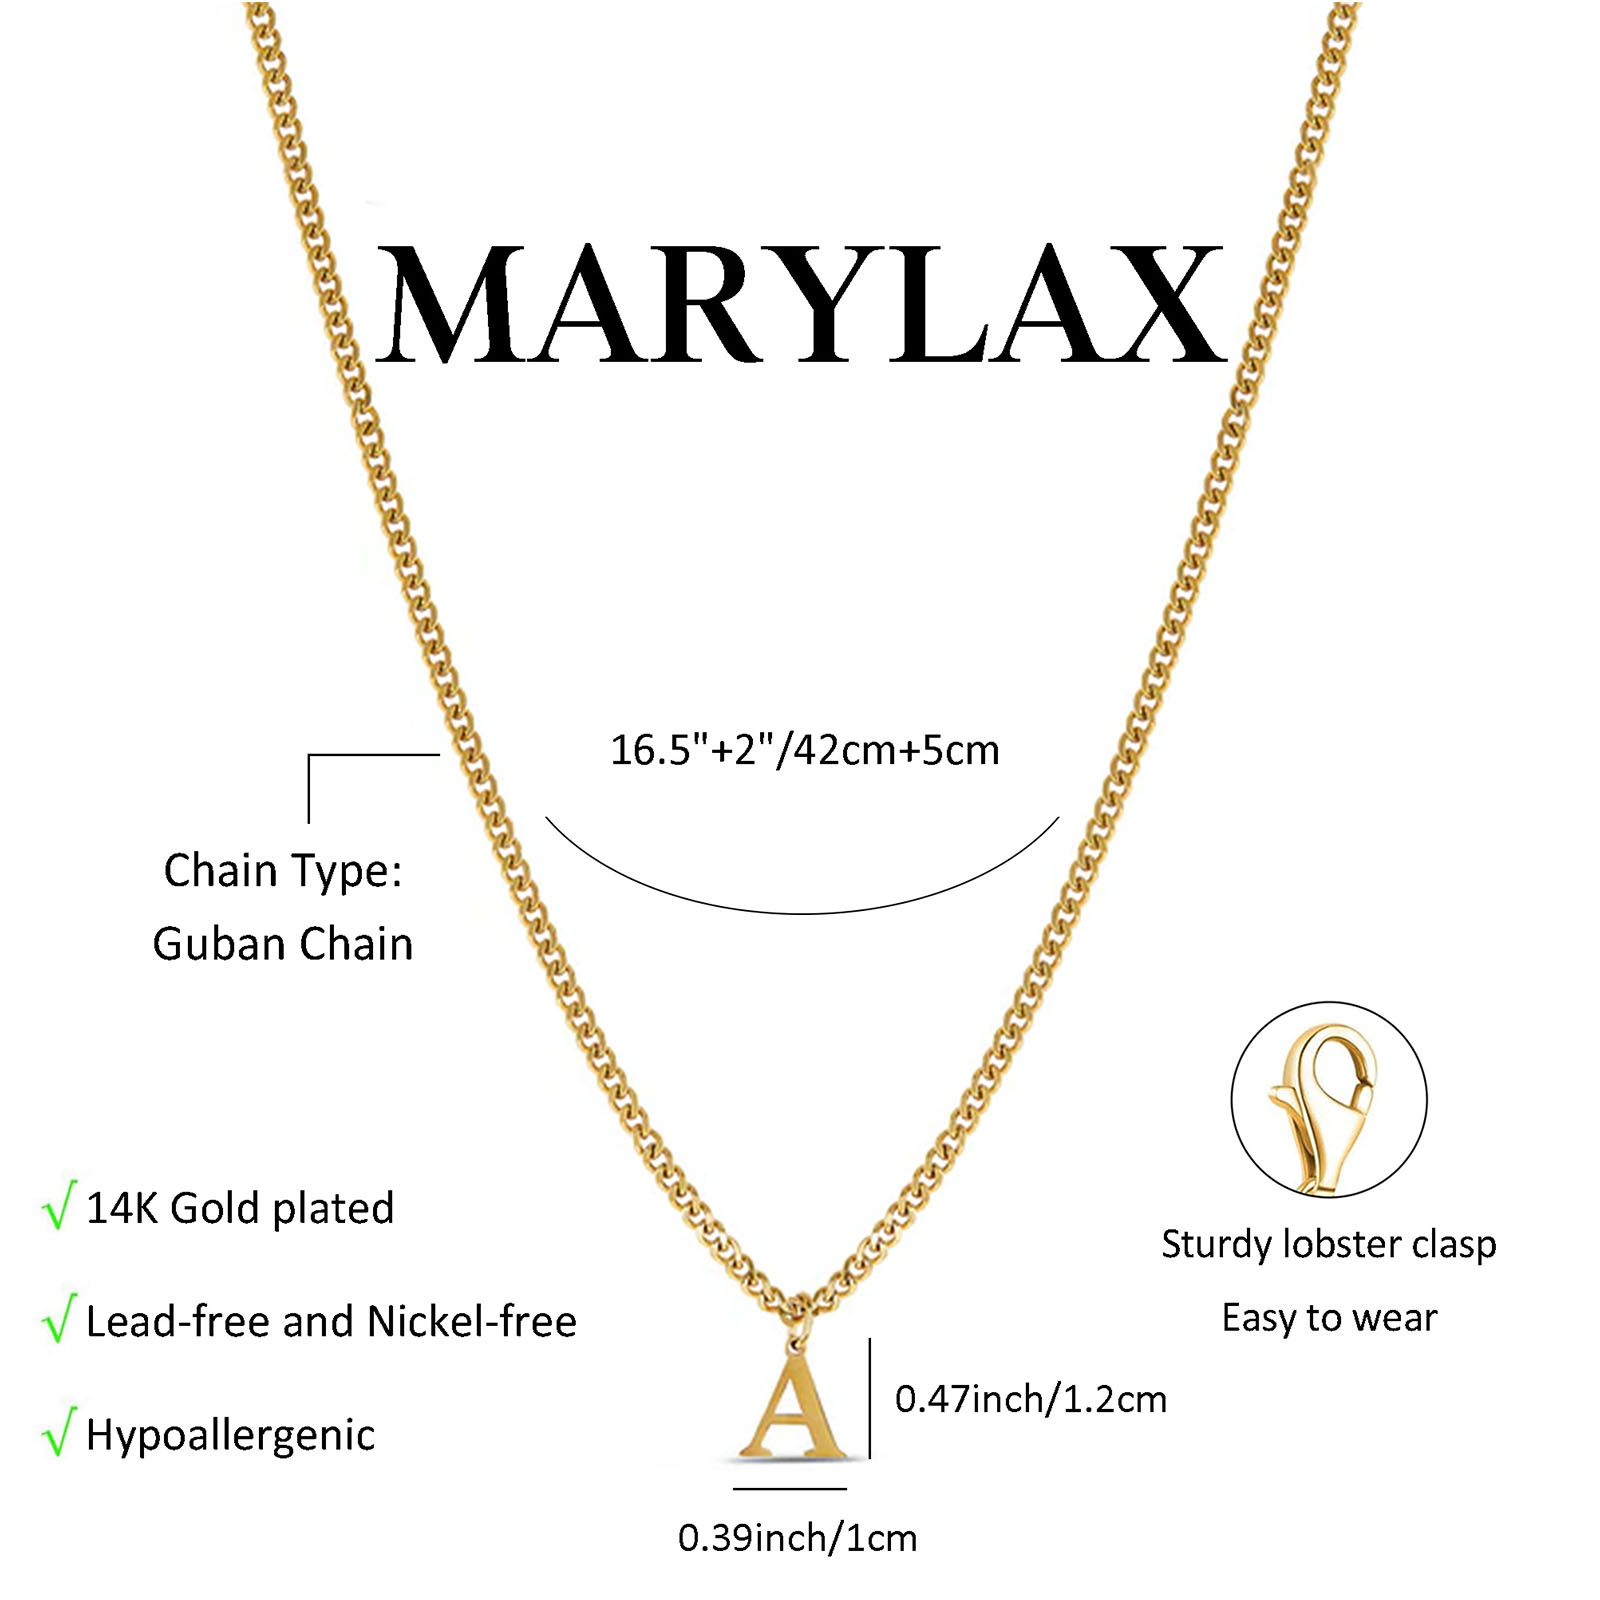 MARYLAX
16.5"+2"/42cm+5cm
Chain Type:
Guban Chain
√ 14K Gold plated
√ Lead-free and Nickel-free
√ Hypoallergenic
Sturdy lobster clasp
Easy to wear
A
0.47inch/1.2cm
0.39inch/1cm